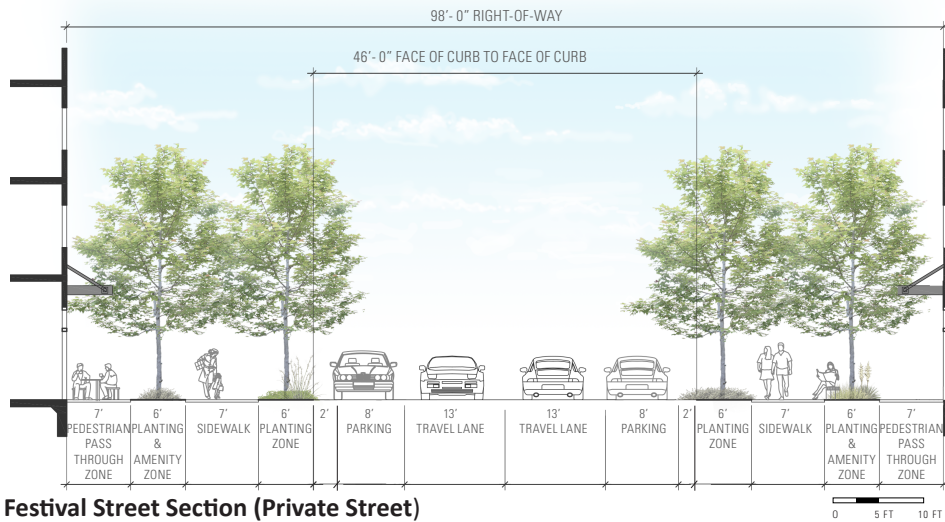 98'- 0" RIGHT-OF-WAY
46'- 0" FACE OF CURB TO FACE OF CURB
7'
PEDESTRIAN
PASS
THROUGH
ZONE
6'
PLANTING
&
AMENITY
ZONE
7'
SIDEWALK
6'
PLANTING
ZONE
2'
8'
PARKING
13'
TRAVEL LANE
13'
TRAVEL LANE
8'
PARKING
2'
6'
PLANTING
ZONE
7'
SIDEWALK
6'
PLANTING
&
AMENITY
ZONE
7'
PEDESTRIAN
PASS
THROUGH
ZONE
Festival Street Section (Private Street)
0 5 FT 10 FT